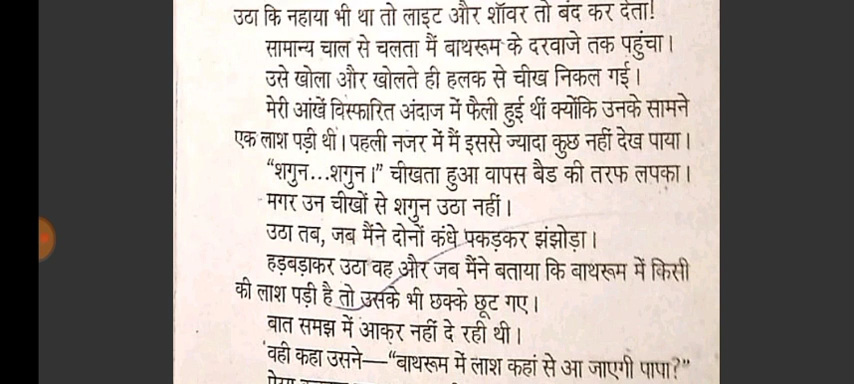 उठा कि नहाया भी था तो लाइट और शॉवर तो बंद कर देता!
सामान्य चाल से चलता मैं बाथरूम के दरवाजे तक पहुंचा।
उसे खोला और खोलते ही हलक से चीख निकल गई।
मेरी आंखें विस्फारित अंदाज में फैली हुई थीं क्योंकि उनके सामने
एक लाश पड़ी थी। पहली नजर में मैं इससे ज्यादा कुछ नहीं देख पाया।
“शगुन...शगुन।” चीखता हुआ वापस बैड की तरफ लपका।
मगर उन चीखों से शगुन उठा नहीं।
उठा तब, जब मैंने दोनों कंधे पकड़कर झंझोड़ा।
हड़बड़ाकर उठा वह और जब मैंने बताया कि बाथरूम में किसी
की लाश पड़ी है तो उसके भी छक्के छूट गए।
बात समझ में आकर नहीं दे रही थी।
वही कहा उसने—“बाथरूम में लाश कहां से आ जाएगी पापा?”